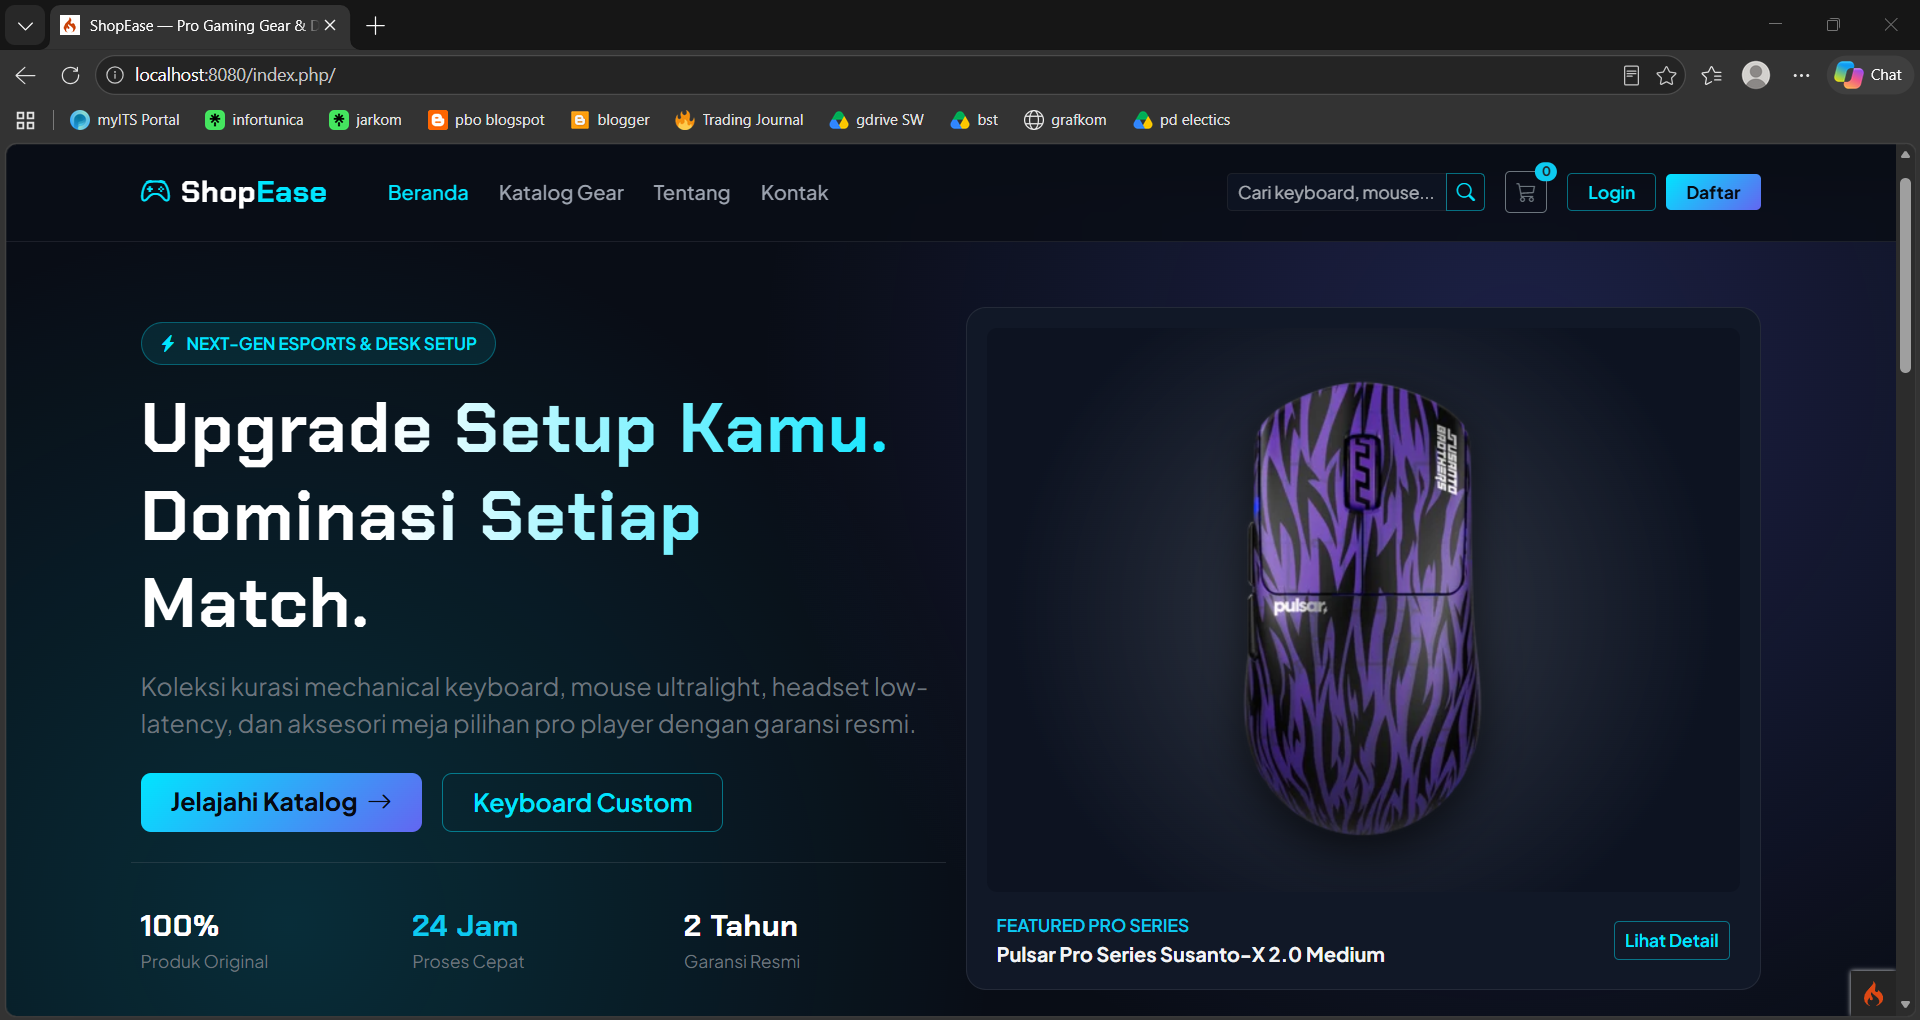 ShopEase — Pro Gaming Gear & D
localhost:8080/index.php/
Chat
myITS Portal
infortunica
jarkom
pbo blogspot
blogger
Trading Journal
gdrive SW
bst
grafkom
pd electics
ShopEase
Beranda
Katalog Gear
Tentang
Kontak
Cari keyboard, mouse...
0
Login
Daftar
NEXT-GEN ESPORTS & DESK SETUP
Upgrade Setup Kamu.
Dominasi Setiap
Match.
Koleksi kurasi mechanical keyboard, mouse ultralight, headset low-
latency, dan aksesori meja pilihan pro player dengan garansi resmi.
Jelajahi Katalog →
Keyboard Custom
100%
Produk Original
24 Jam
Proses Cepat
2 Tahun
Garansi Resmi
SUSANTO
BROTHERS
pulsar,
FEATURED PRO SERIES
Pulsar Pro Series Susanto-X 2.0 Medium
Lihat Detail